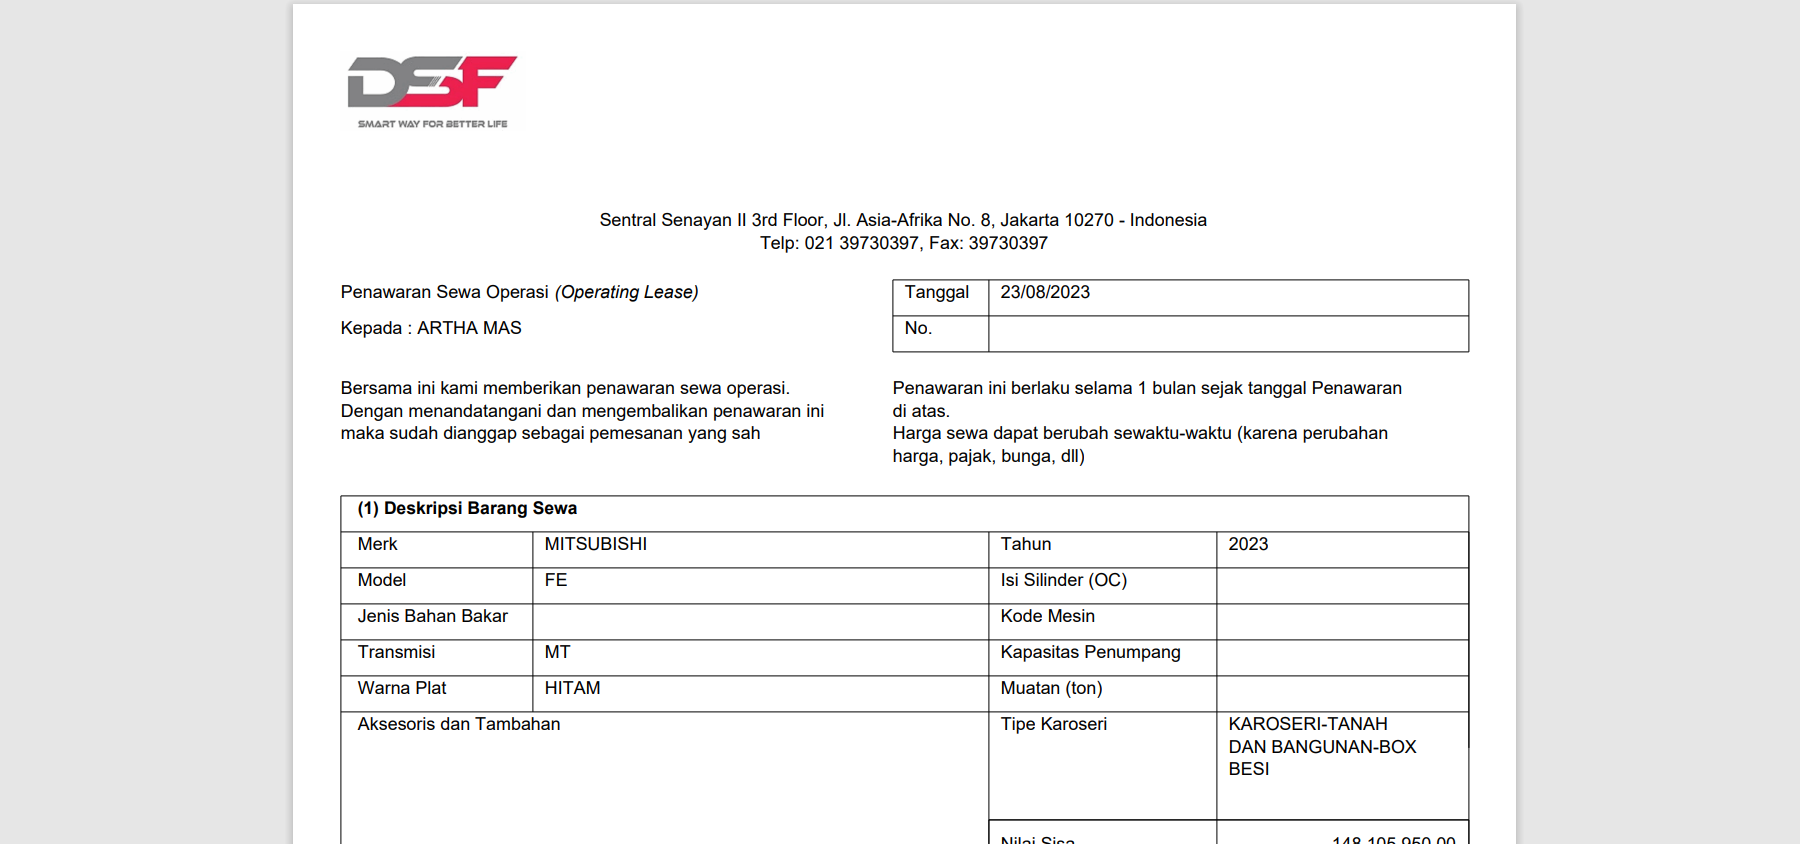 DSF
SMART WAY FOR BETTER LIFE
Sentral Senayan II 3rd Floor, Jl. Asia-Afrika No. 8, Jakarta 10270 - Indonesia
Telp: 021 39730397, Fax: 39730397
Penawaran Sewa Operasi (Operating Lease)
Kepada : ARTHA MAS
Tanggal 23/08/2023
No.
Bersama ini kami memberikan penawaran sewa operasi.
Dengan menandatangani dan mengembalikan penawaran ini
maka sudah dianggap sebagai pemesanan yang sah
Penawaran ini berlaku selama 1 bulan sejak tanggal Penawaran
di atas.
Harga sewa dapat berubah sewaktu-waktu (karena perubahan
harga, pajak, bunga, dll)
(1) Deskripsi Barang Sewa
Merk MITSUBISHI Tahun 2023
Model FE Isi Silinder (OC)
Jenis Bahan Bakar Kode Mesin
Transmisi MT Kapasitas Penumpang
Warna Plat HITAM Muatan (ton)
Aksesoris dan Tambahan Tipe Karoseri KAROSERI-TANAH
DAN BANGUNAN-BOX
BESI
Nilai Sisa 148,105,950.00